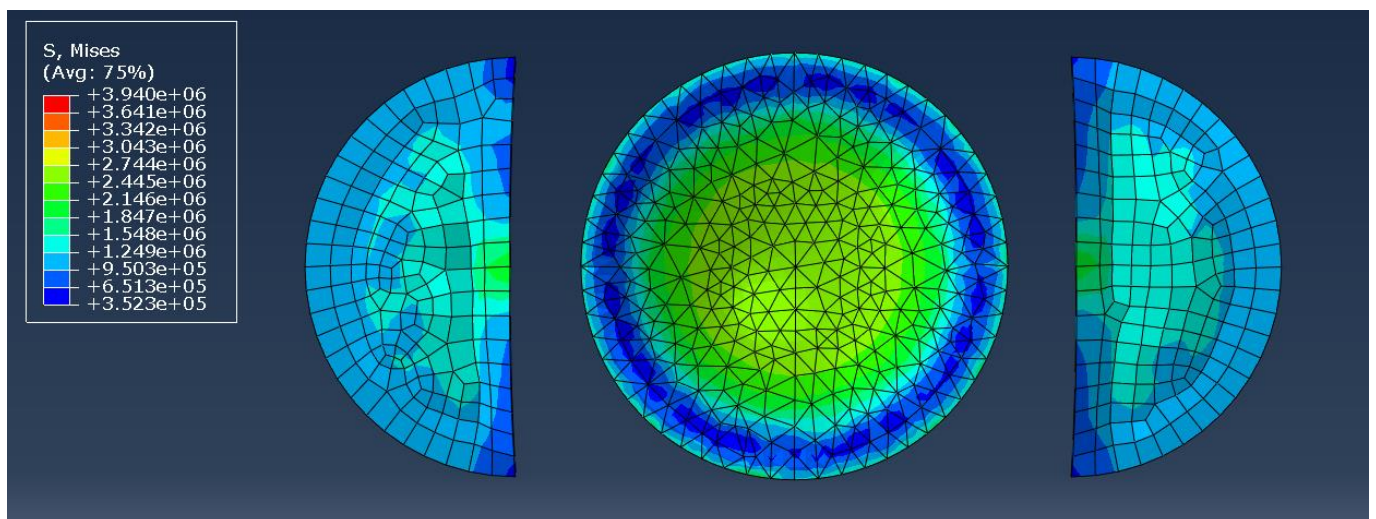 S, Mises
(Avg: 75%)
+3.940e+06
+3.641e+06
+3.342e+06
+3.043e+06
+2.744e+06
+2.445e+06
+2.146e+06
+1.847e+06
+1.548e+06
+1.249e+06
+9.503e+05
+6.513e+05
+3.523e+05